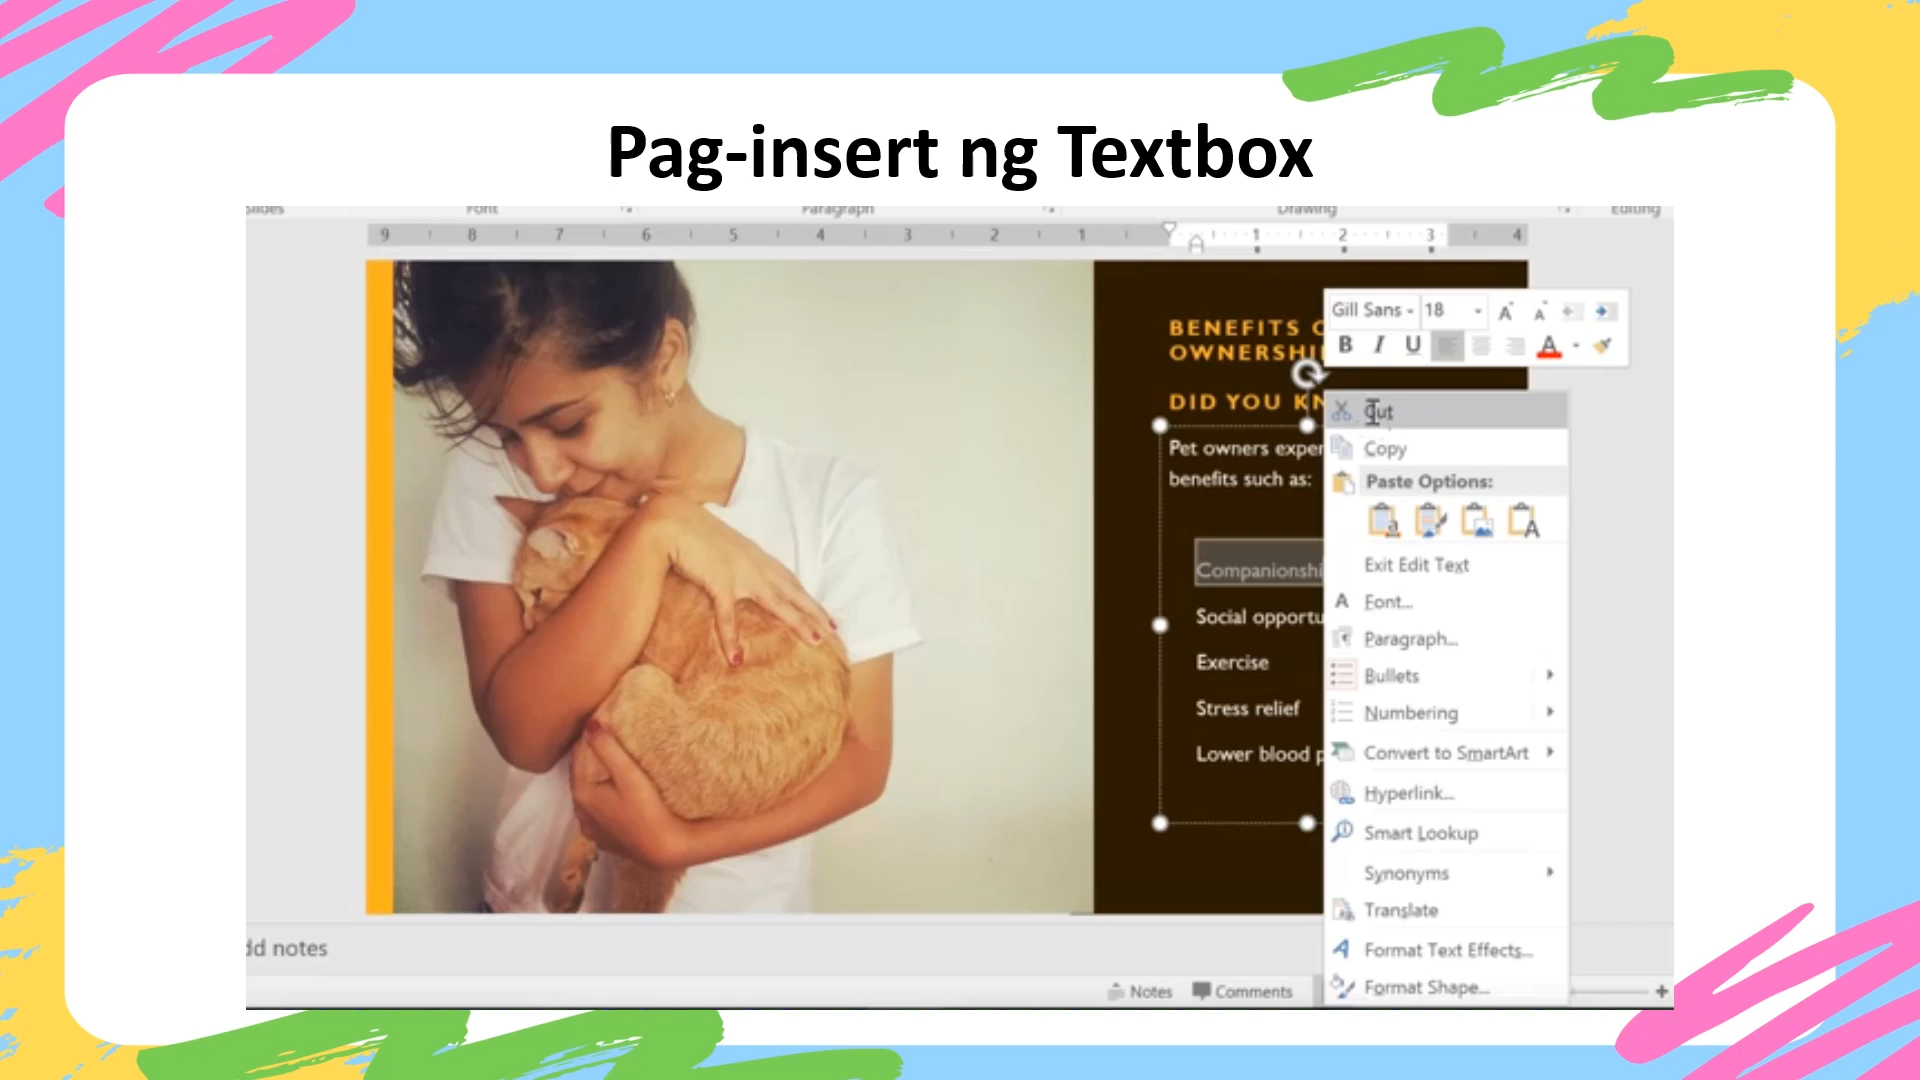 Pag-insert ng Textbox
Slides Font Paragraph Drawing Editing
9 8 7 6 5 4 3 2 1 1 2 3 4
BENEFITS
OWNERSHI
DID YOU KN
Pet owners exper
benefits such as:
Companionshi
Social opportu
Exercise
Stress relief
Lower blood p
Gill Sans 18
B I U A
Cut
Copy
Paste Options:
Exit Edit Text
Font...
Paragraph...
Bullets
Numbering
Convert to SmartArt
Hyperlink...
Smart Lookup
Synonyms
Translate
Format Text Effects...
Format Shape...
dd notes
Notes Comments